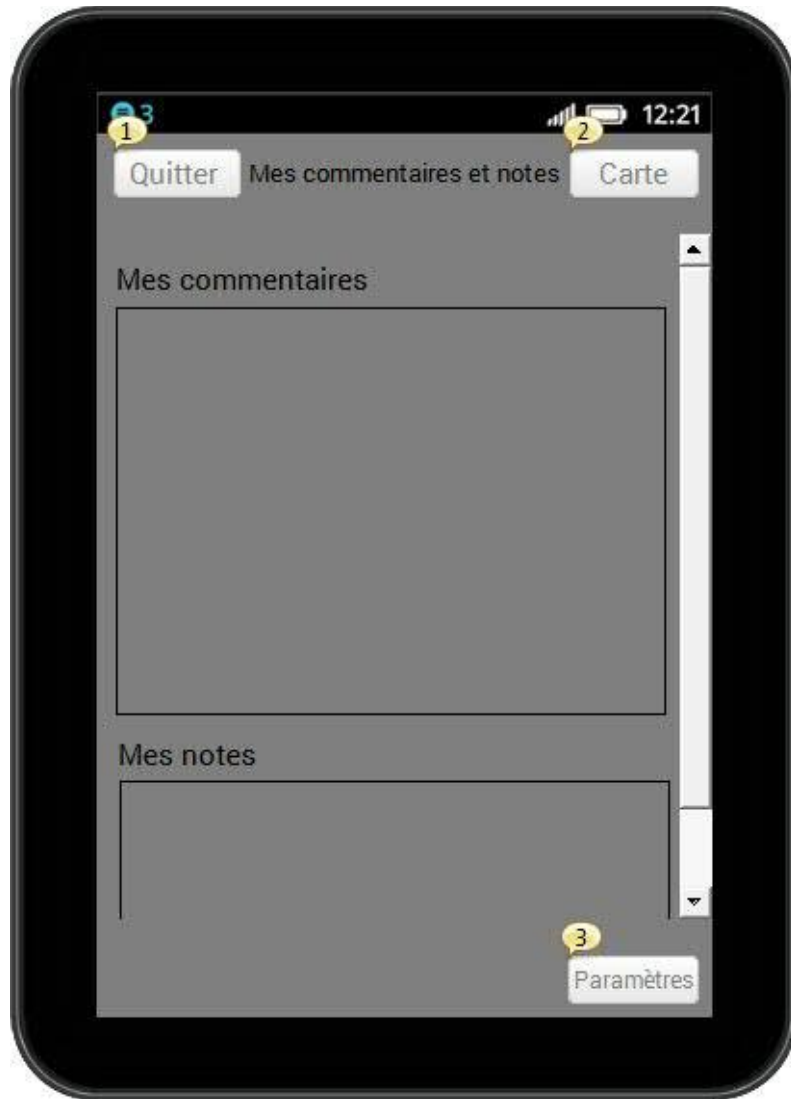 3 12:21
1 2
Quitter Mes commentaires et notes Carte
Mes commentaires
Mes notes
3
Paramètres